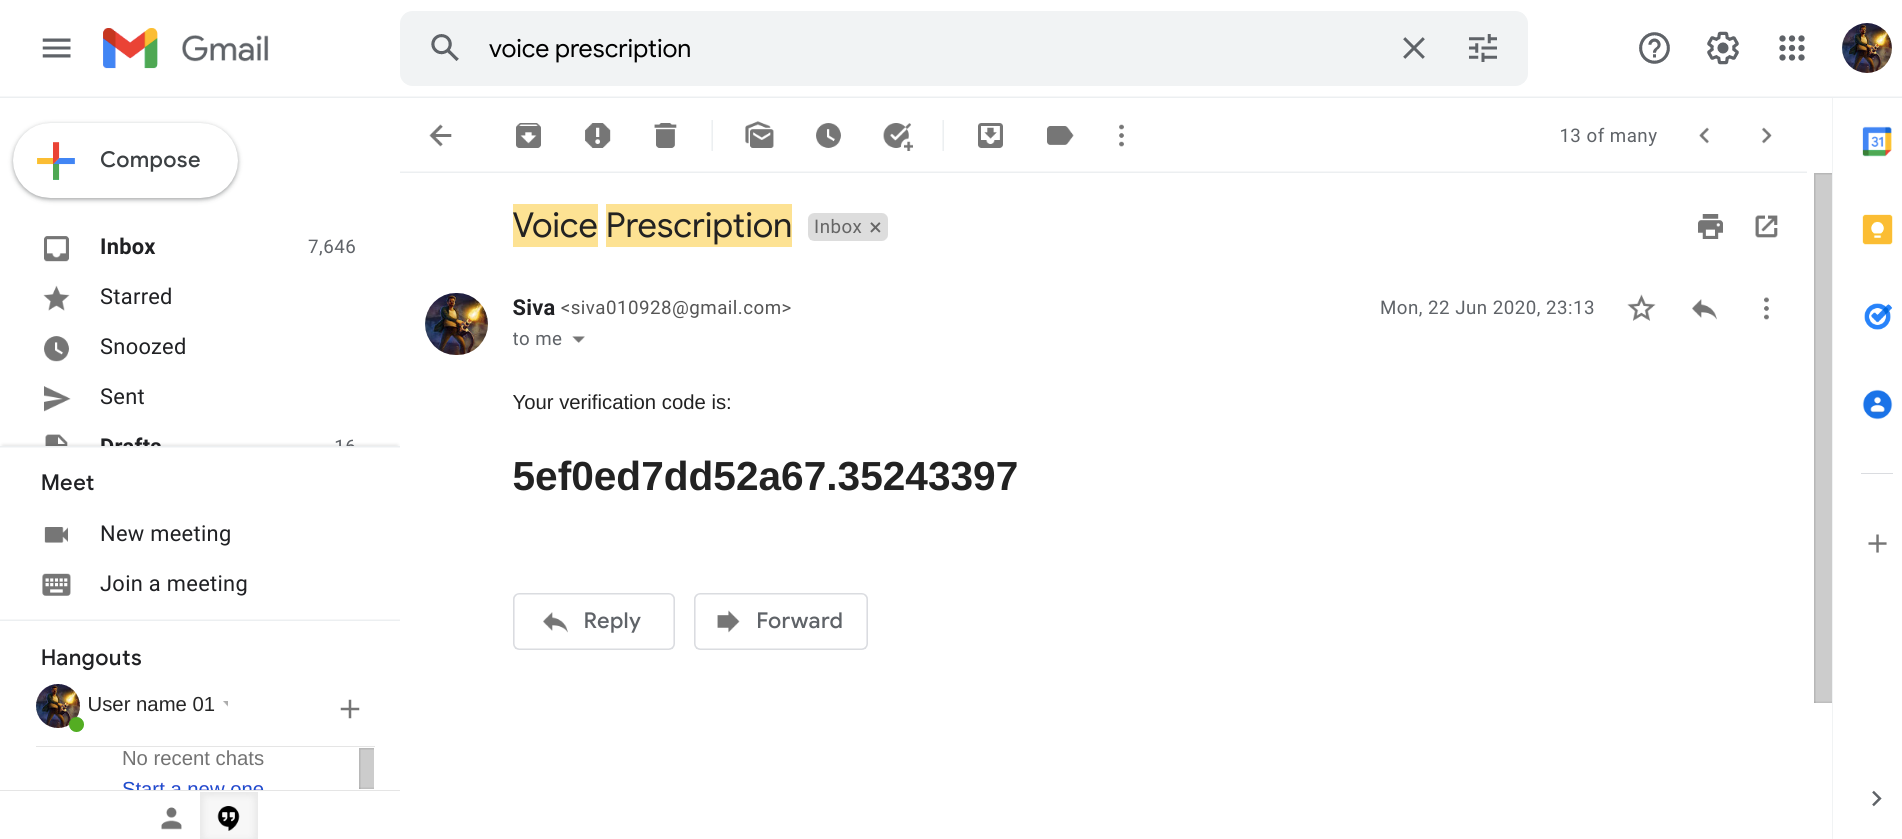 Gmail
voice prescription
Compose
13 of many
31
Voice Prescription Inbox ×
Inbox 7,646
Starred
Snoozed
Sent
Drafts 16
Siva <siva010928@gmail.com> Mon, 22 Jun 2020, 23:13
to me
Your verification code is:
5ef0ed7dd52a67.35243397
Reply Forward
Meet
New meeting
Join a meeting
Hangouts
User name 01
No recent chats
Start a new one